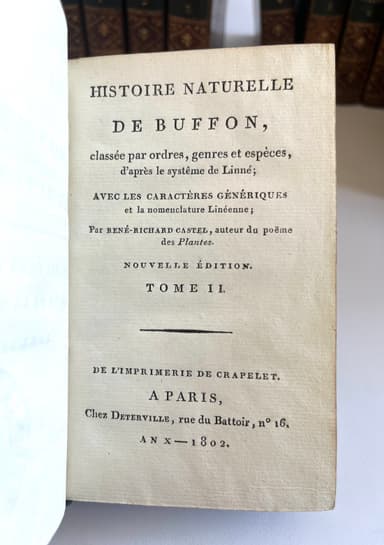 HISTOIRE NATURELLE
DE BUFFON,
classée par ordres, genres et espèces,
d'après le systême de Linné;
AVEC LES CARACTÈRES GÉNÉRIQUES
et la nomenclature Linéenne;
Par RENÉ-RICHARD CASTEL, auteur du poëme
des Plantes.
NOUVELLE ÉDITION.
TOME II.
DE L'IMPRIMERIE DE CRAPELET.
A PARIS,
Chez DETERVILLE, rue du Battoir, nº 16.
AN X—1802.